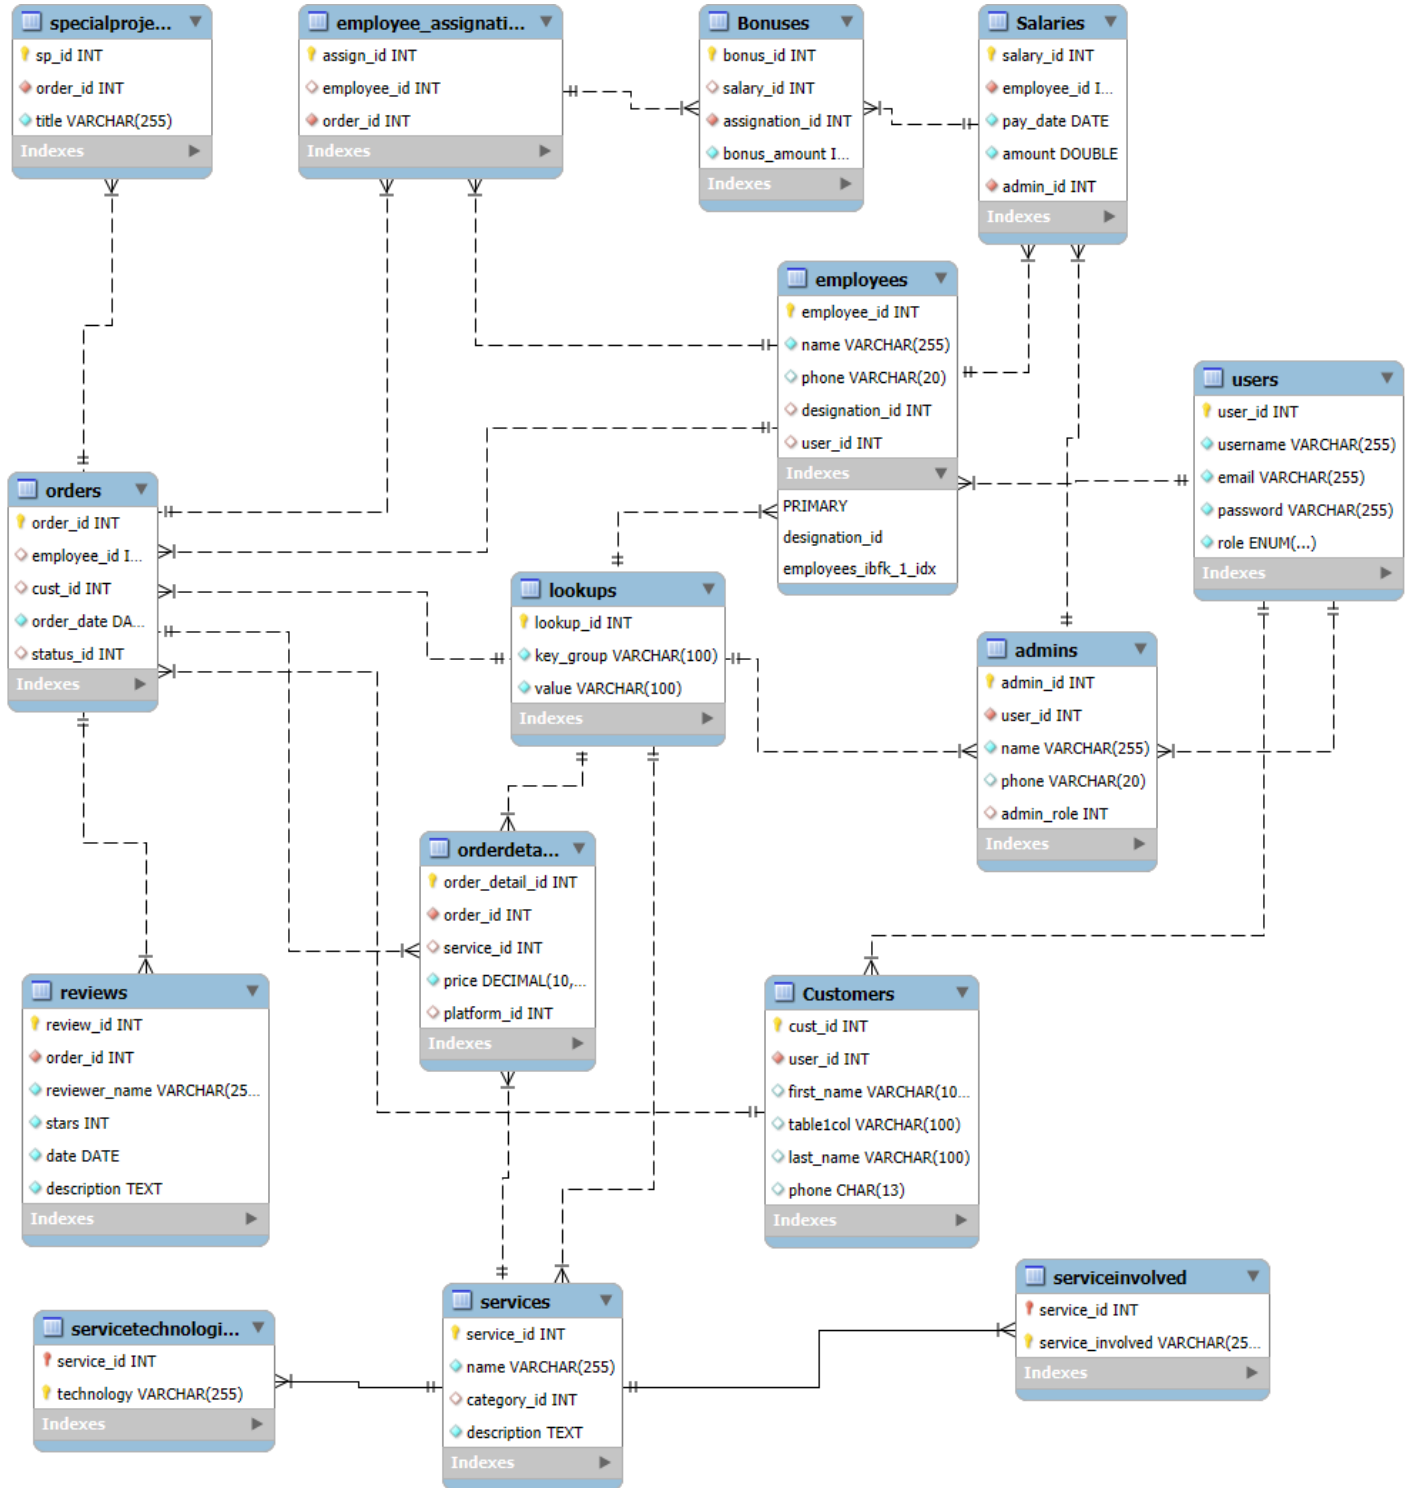 specialproje...
sp_id INT
order_id INT
title VARCHAR(255)
Indexes
employee_assignati...
assign_id INT
employee_id INT
order_id INT
Indexes
Bonuses
bonus_id INT
salary_id INT
assignation_id INT
bonus_amount I...
Indexes
Salaries
salary_id INT
employee_id I...
pay_date DATE
amount DOUBLE
admin_id INT
Indexes
employees
employee_id INT
name VARCHAR(255)
phone VARCHAR(20)
designation_id INT
user_id INT
Indexes
PRIMARY
designation_id
employees_ibfk_1_idx
users
user_id INT
username VARCHAR(255)
email VARCHAR(255)
password VARCHAR(255)
role ENUM(...)
Indexes
orders
order_id INT
employee_id I...
cust_id INT
order_date DA...
status_id INT
Indexes
lookups
lookup_id INT
key_group VARCHAR(100)
value VARCHAR(100)
Indexes
admins
admin_id INT
user_id INT
name VARCHAR(255)
phone VARCHAR(20)
admin_role INT
Indexes
orderdeta...
order_detail_id INT
order_id INT
service_id INT
price DECIMAL(10,...
platform_id INT
Indexes
reviews
review_id INT
order_id INT
reviewer_name VARCHAR(25...
stars INT
date DATE
description TEXT
Indexes
Customers
cust_id INT
user_id INT
first_name VARCHAR(10...
table1col VARCHAR(100)
last_name VARCHAR(100)
phone CHAR(13)
Indexes
servicetechnologi...
service_id INT
technology VARCHAR(255)
Indexes
services
service_id INT
name VARCHAR(255)
category_id INT
description TEXT
Indexes
serviceinvolved
service_id INT
service_involved VARCHAR(25...
Indexes